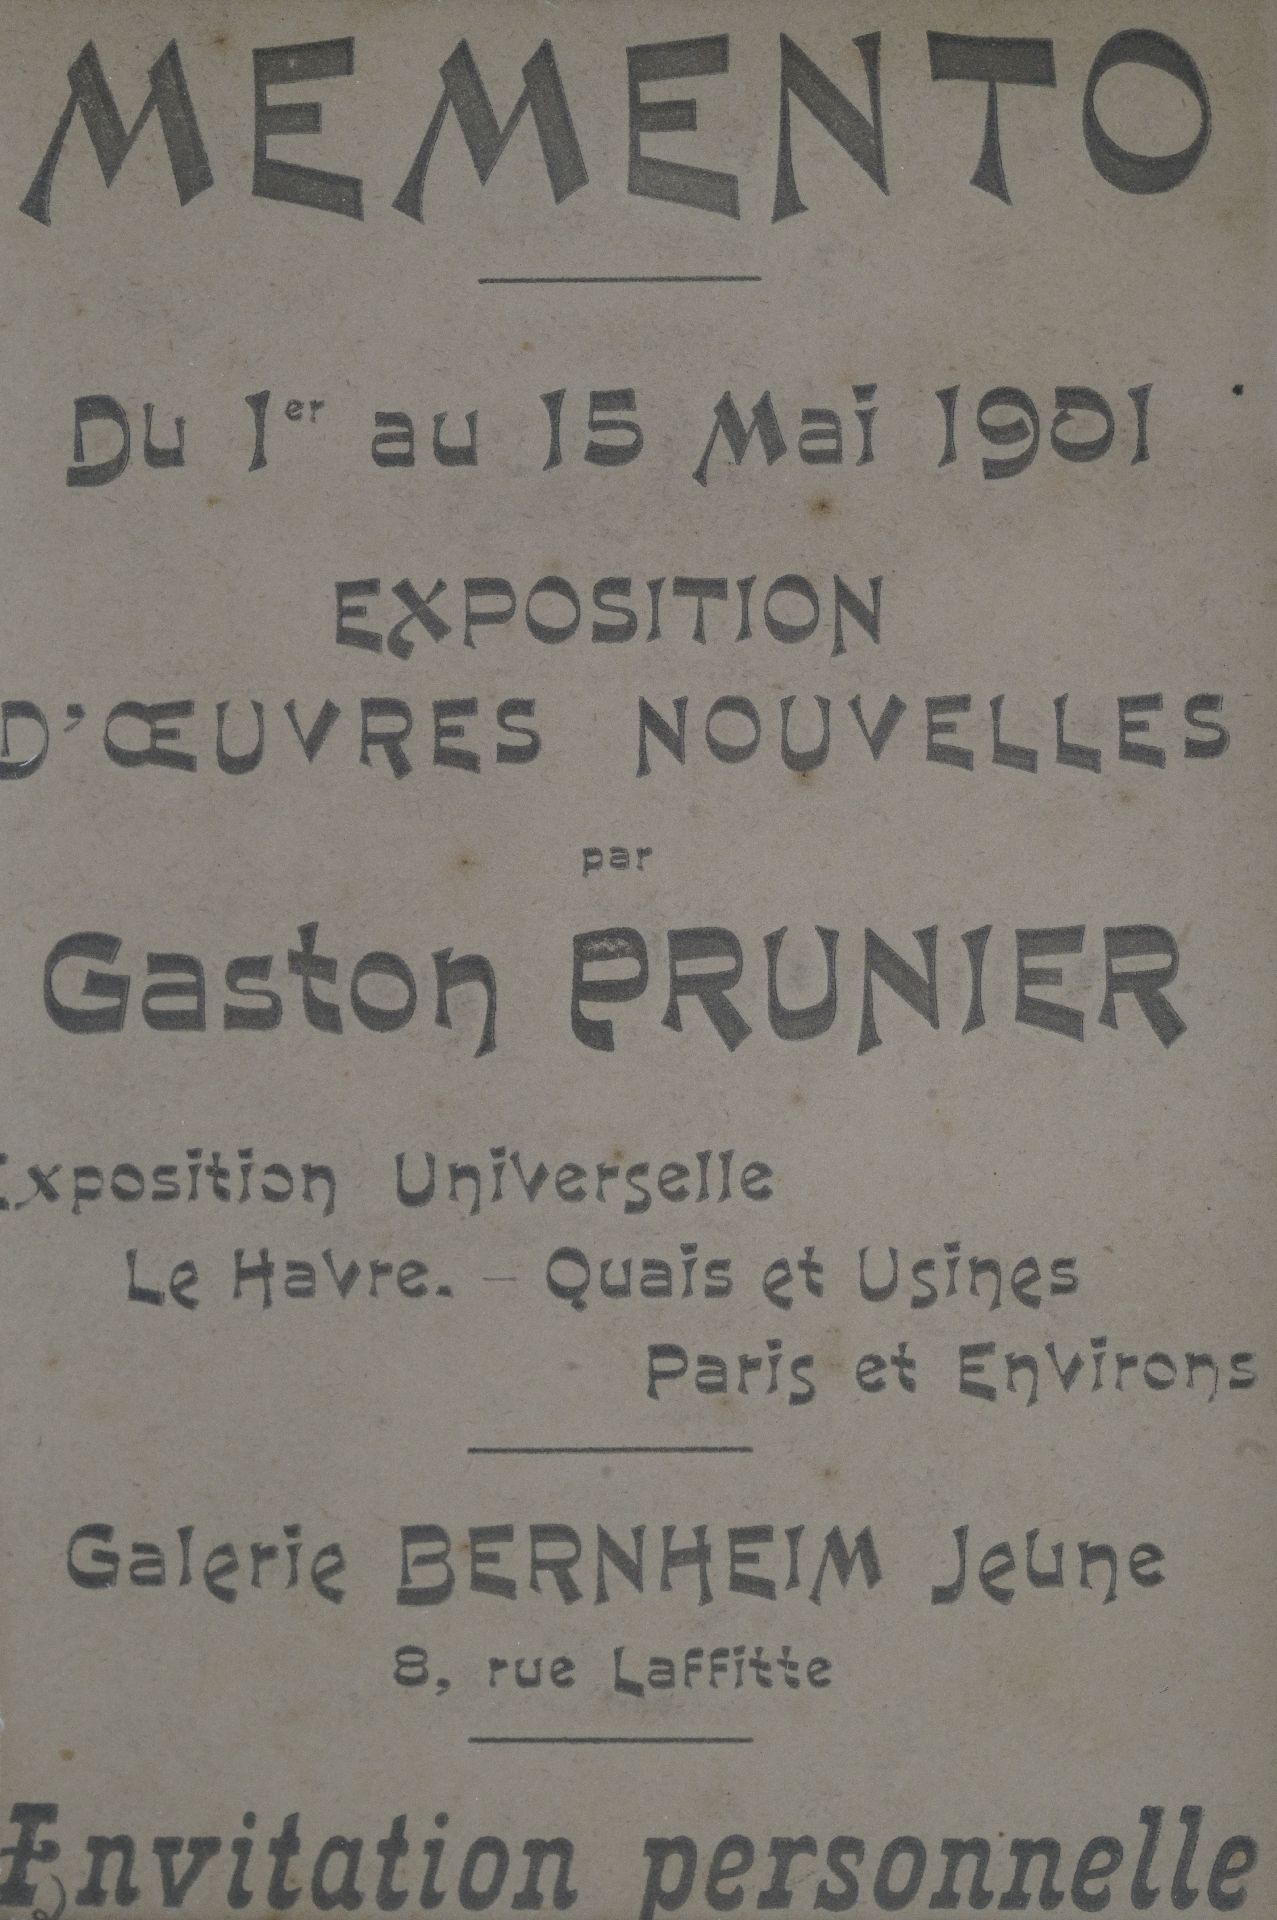 MEMENTO
Du 1er au 15 Mai 1901
EXPOSITION
D'ŒUVRES NOUVELLES
par
Gaston PRUNIER
Exposition Universelle
Le Havre. — Quais et Usines
Paris et Environs
Galerie BERNHEIM Jeune
8, rue Laffitte
Invitation personnelle